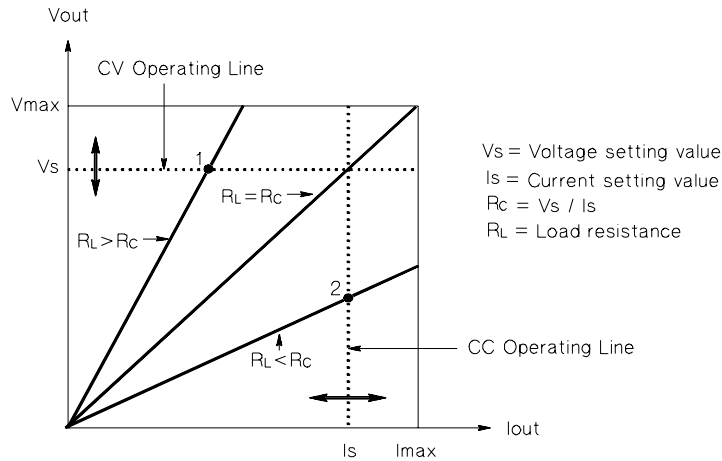 Vout
CV Operating Line
Vmax
Vs
1
RL=RC
RL>RC
2
RL<RC
CC Operating Line
Iout
Is
Imax
Vs = Voltage setting value
Is = Current setting value
RC = Vs / Is
RL = Load resistance